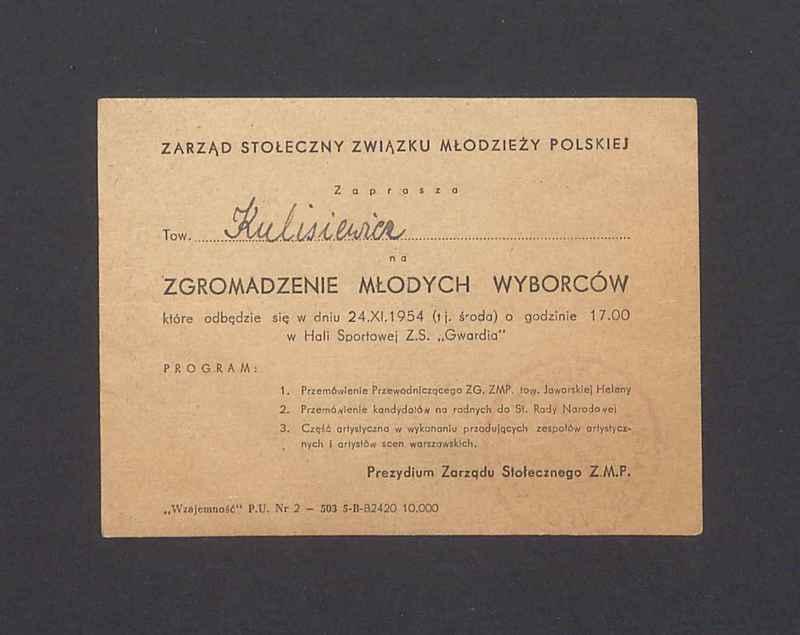 ZARZĄD STOŁECZNY ZWIĄZKU MŁODZIEŻY POLSKIEJ
Zaprasza
Tow. Kulisiewicz
na
ZGROMADZENIE MŁODYCH WYBORCÓW
które odbędzie się w dniu 24.XI.1954 (tj. środa) o godzinie 17.00
w Hali Sportowej Z.S. „Gwardia"
PROGRAM:
1. Przemówienie Przewodniczącego ZG. ZMP. tow. Jaworskiej Heleny
2. Przemówienie kandydatów na radnych do St. Rady Narodowej
3. Część artystyczna w wykonaniu przodujących zespołów artystycz-
nych i artystów scen warszawskich.
Prezydium Zarządu Stołecznego Z.M.P.
„Wzajemność" P.U. Nr 2 – 503 5-B-82420 10.000